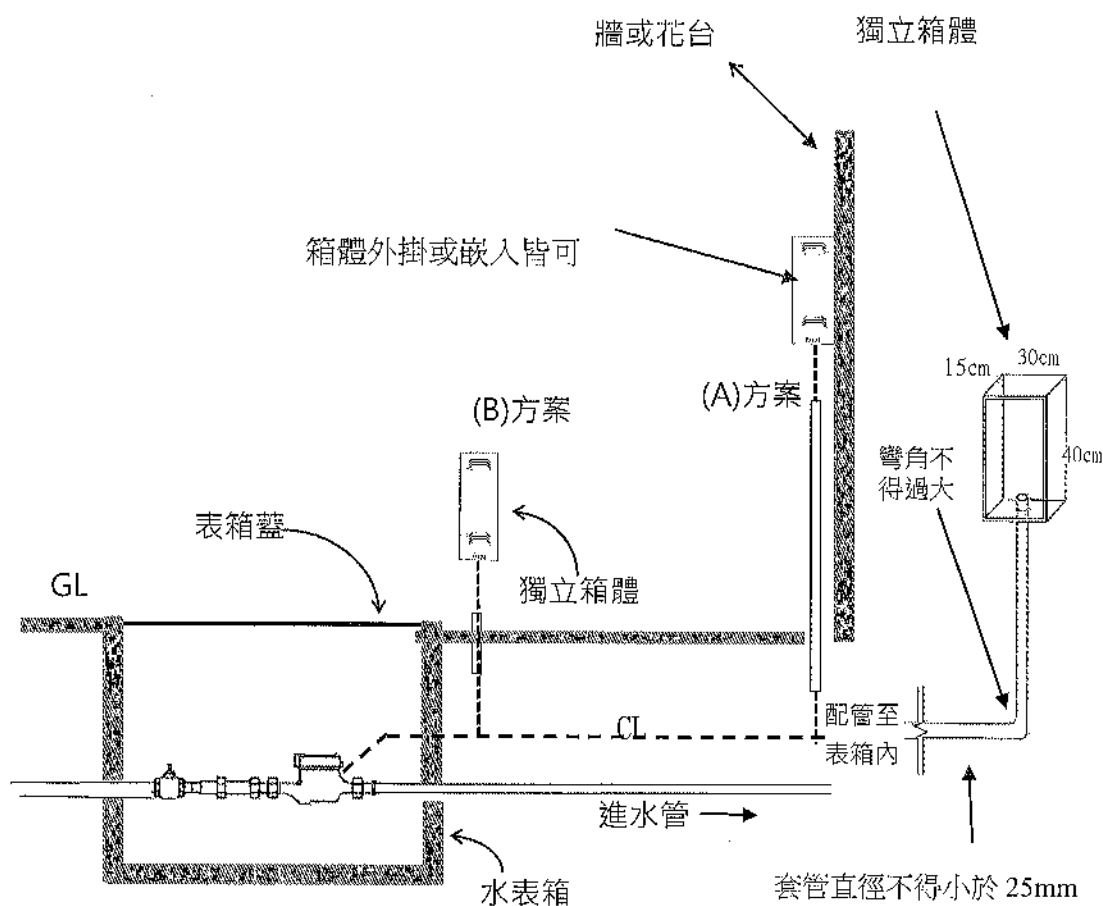 牆或花台
獨立箱體
箱體外掛或嵌入皆可
15cm
30cm
40cm
(A)方案
(B)方案
彎角不
得過大
表箱蓋
獨立箱體
GL
CL
配管至
表箱內
進水管
水表箱
套管直徑不得小於 25mm